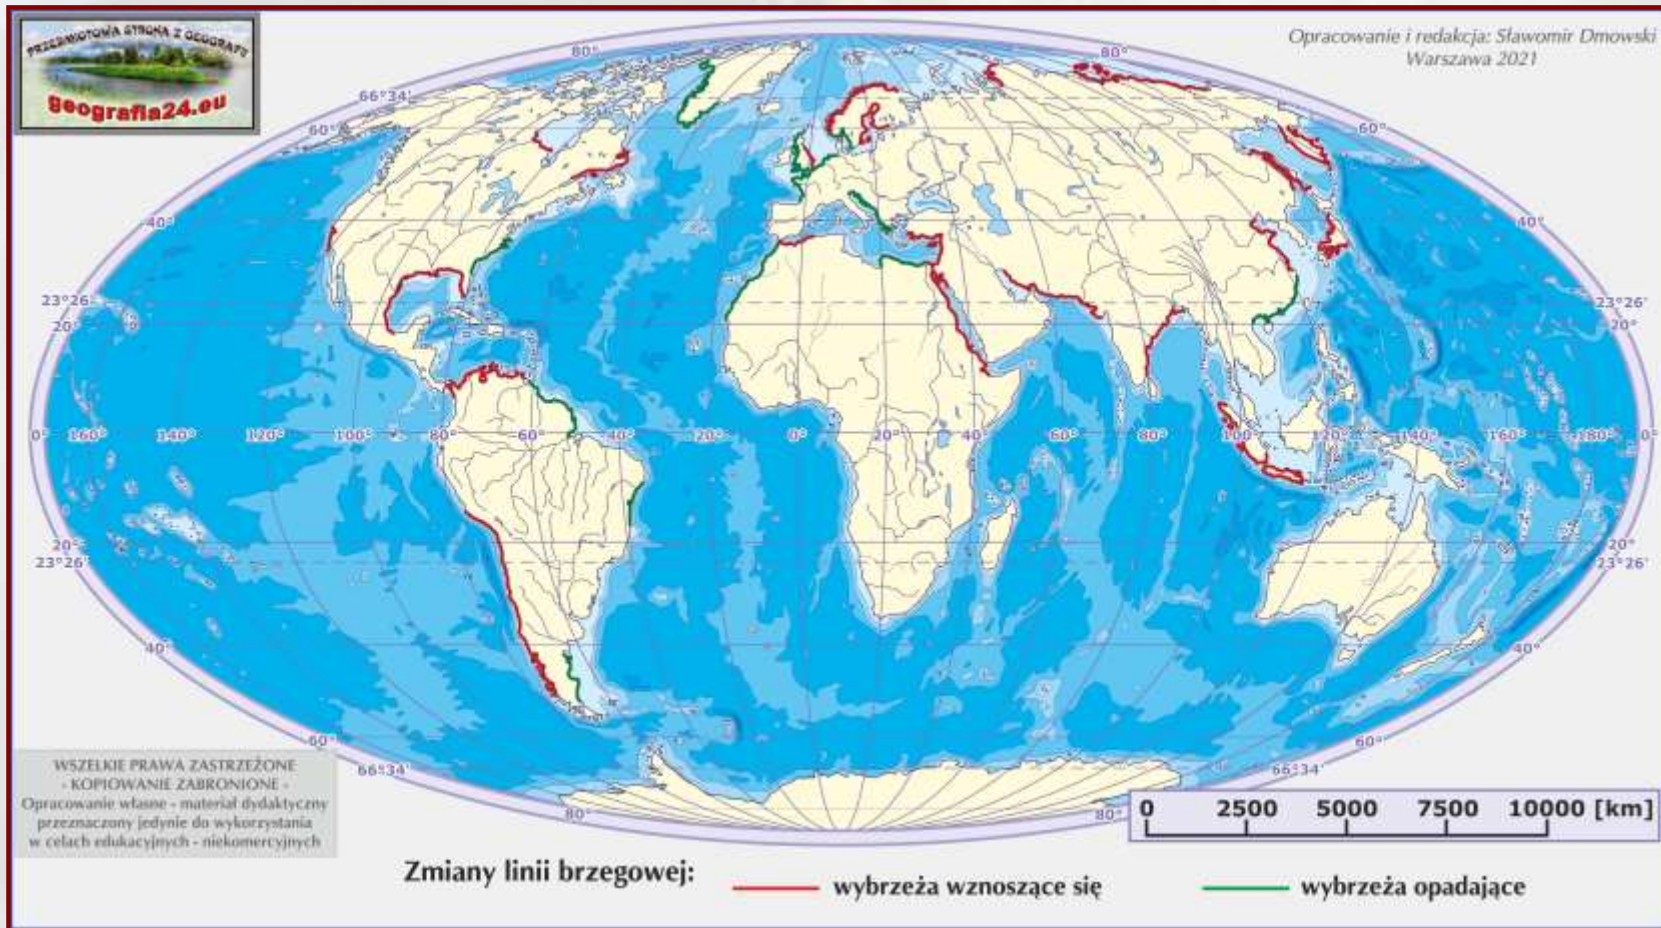 PRZEDMIOTOWA STRONA Z GEOGRAFII
geografia24.eu
Opracowanie i redakcja: Sławomir Dmowski
Warszawa 2021
80° 80°
66°34'
60° 60°
40° 40°
23°26' 23°26'
20° 20°
0° 160° 140° 120° 100° 80° 60° 40° 20° 0° 20° 40° 60° 80° 100° 120° 140° 160° 180° 0°
20° 20°
23°26' 23°26'
40° 40°
60° 60°
66°34' 66°34'
80° 80°
WSZELKIE PRAWA ZASTRZEŻONE
- KOPIOWANIE ZABRONIONE -
Opracowanie własne - materiał dydaktyczny
przeznaczony jedynie do wykorzystania
w celach edukacyjnych - niekomercyjnych
0 2500 5000 7500 10000 [km]
Zmiany linii brzegowej:
wybrzeża wznoszące się
wybrzeża opadające